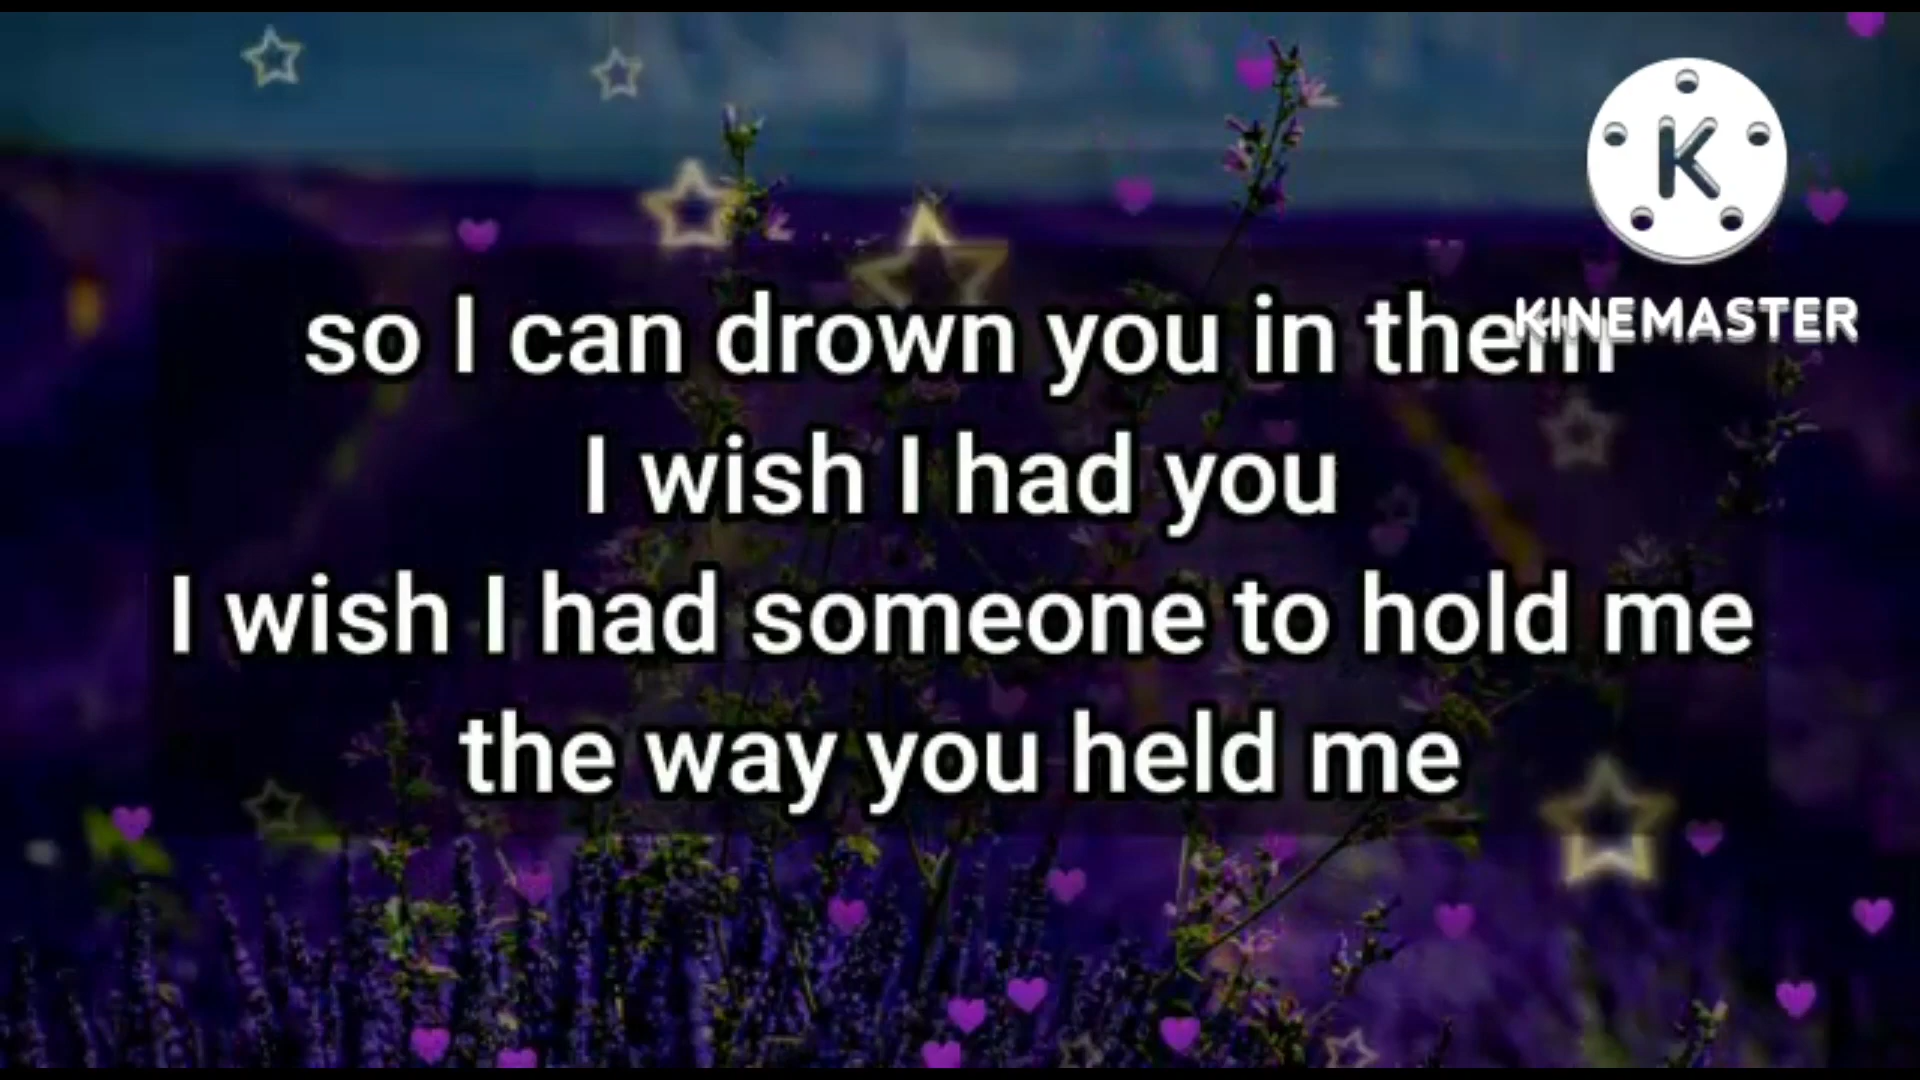 so I can drown you in them
I wish I had you
I wish I had someone to hold me
the way you held me
K
KINEMASTER